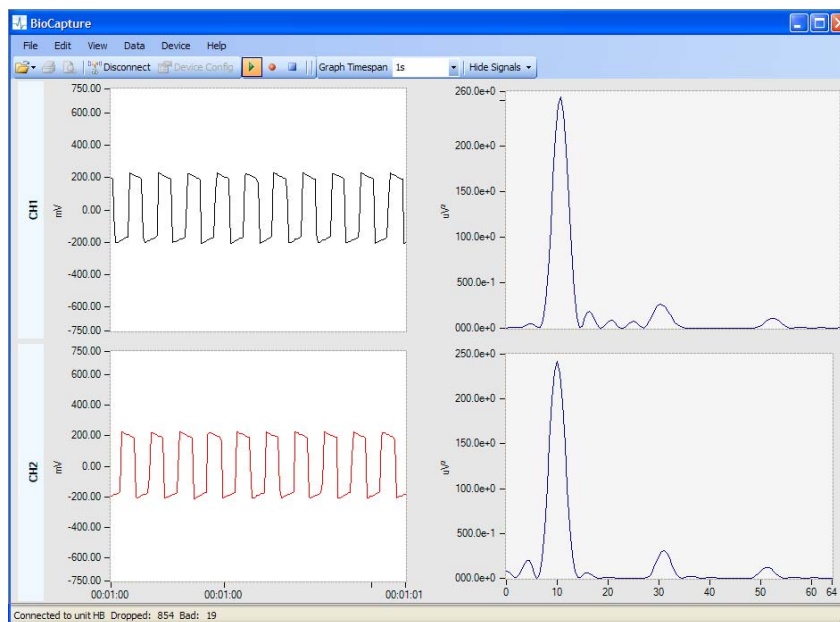 BioCapture
File Edit View Data Device Help
Disconnect Device Config Graph Timespan 1s Hide Signals
CH1
mV
750.00
600.00
400.00
200.00
0.00
-200.00
-400.00
-600.00
-750.00
uV²
260.0e+0
200.0e+0
150.0e+0
100.0e+0
500.0e-1
000.0e+0
CH2
mV
750.00
600.00
400.00
200.00
0.00
-200.00
-400.00
-600.00
-750.00
00:01:00 00:01:00 00:01:01
uV²
250.0e+0
200.0e+0
150.0e+0
100.0e+0
500.0e-1
000.0e+0
0 10 20 30 40 50 60 64
Connected to unit HB Dropped: 854 Bad: 19